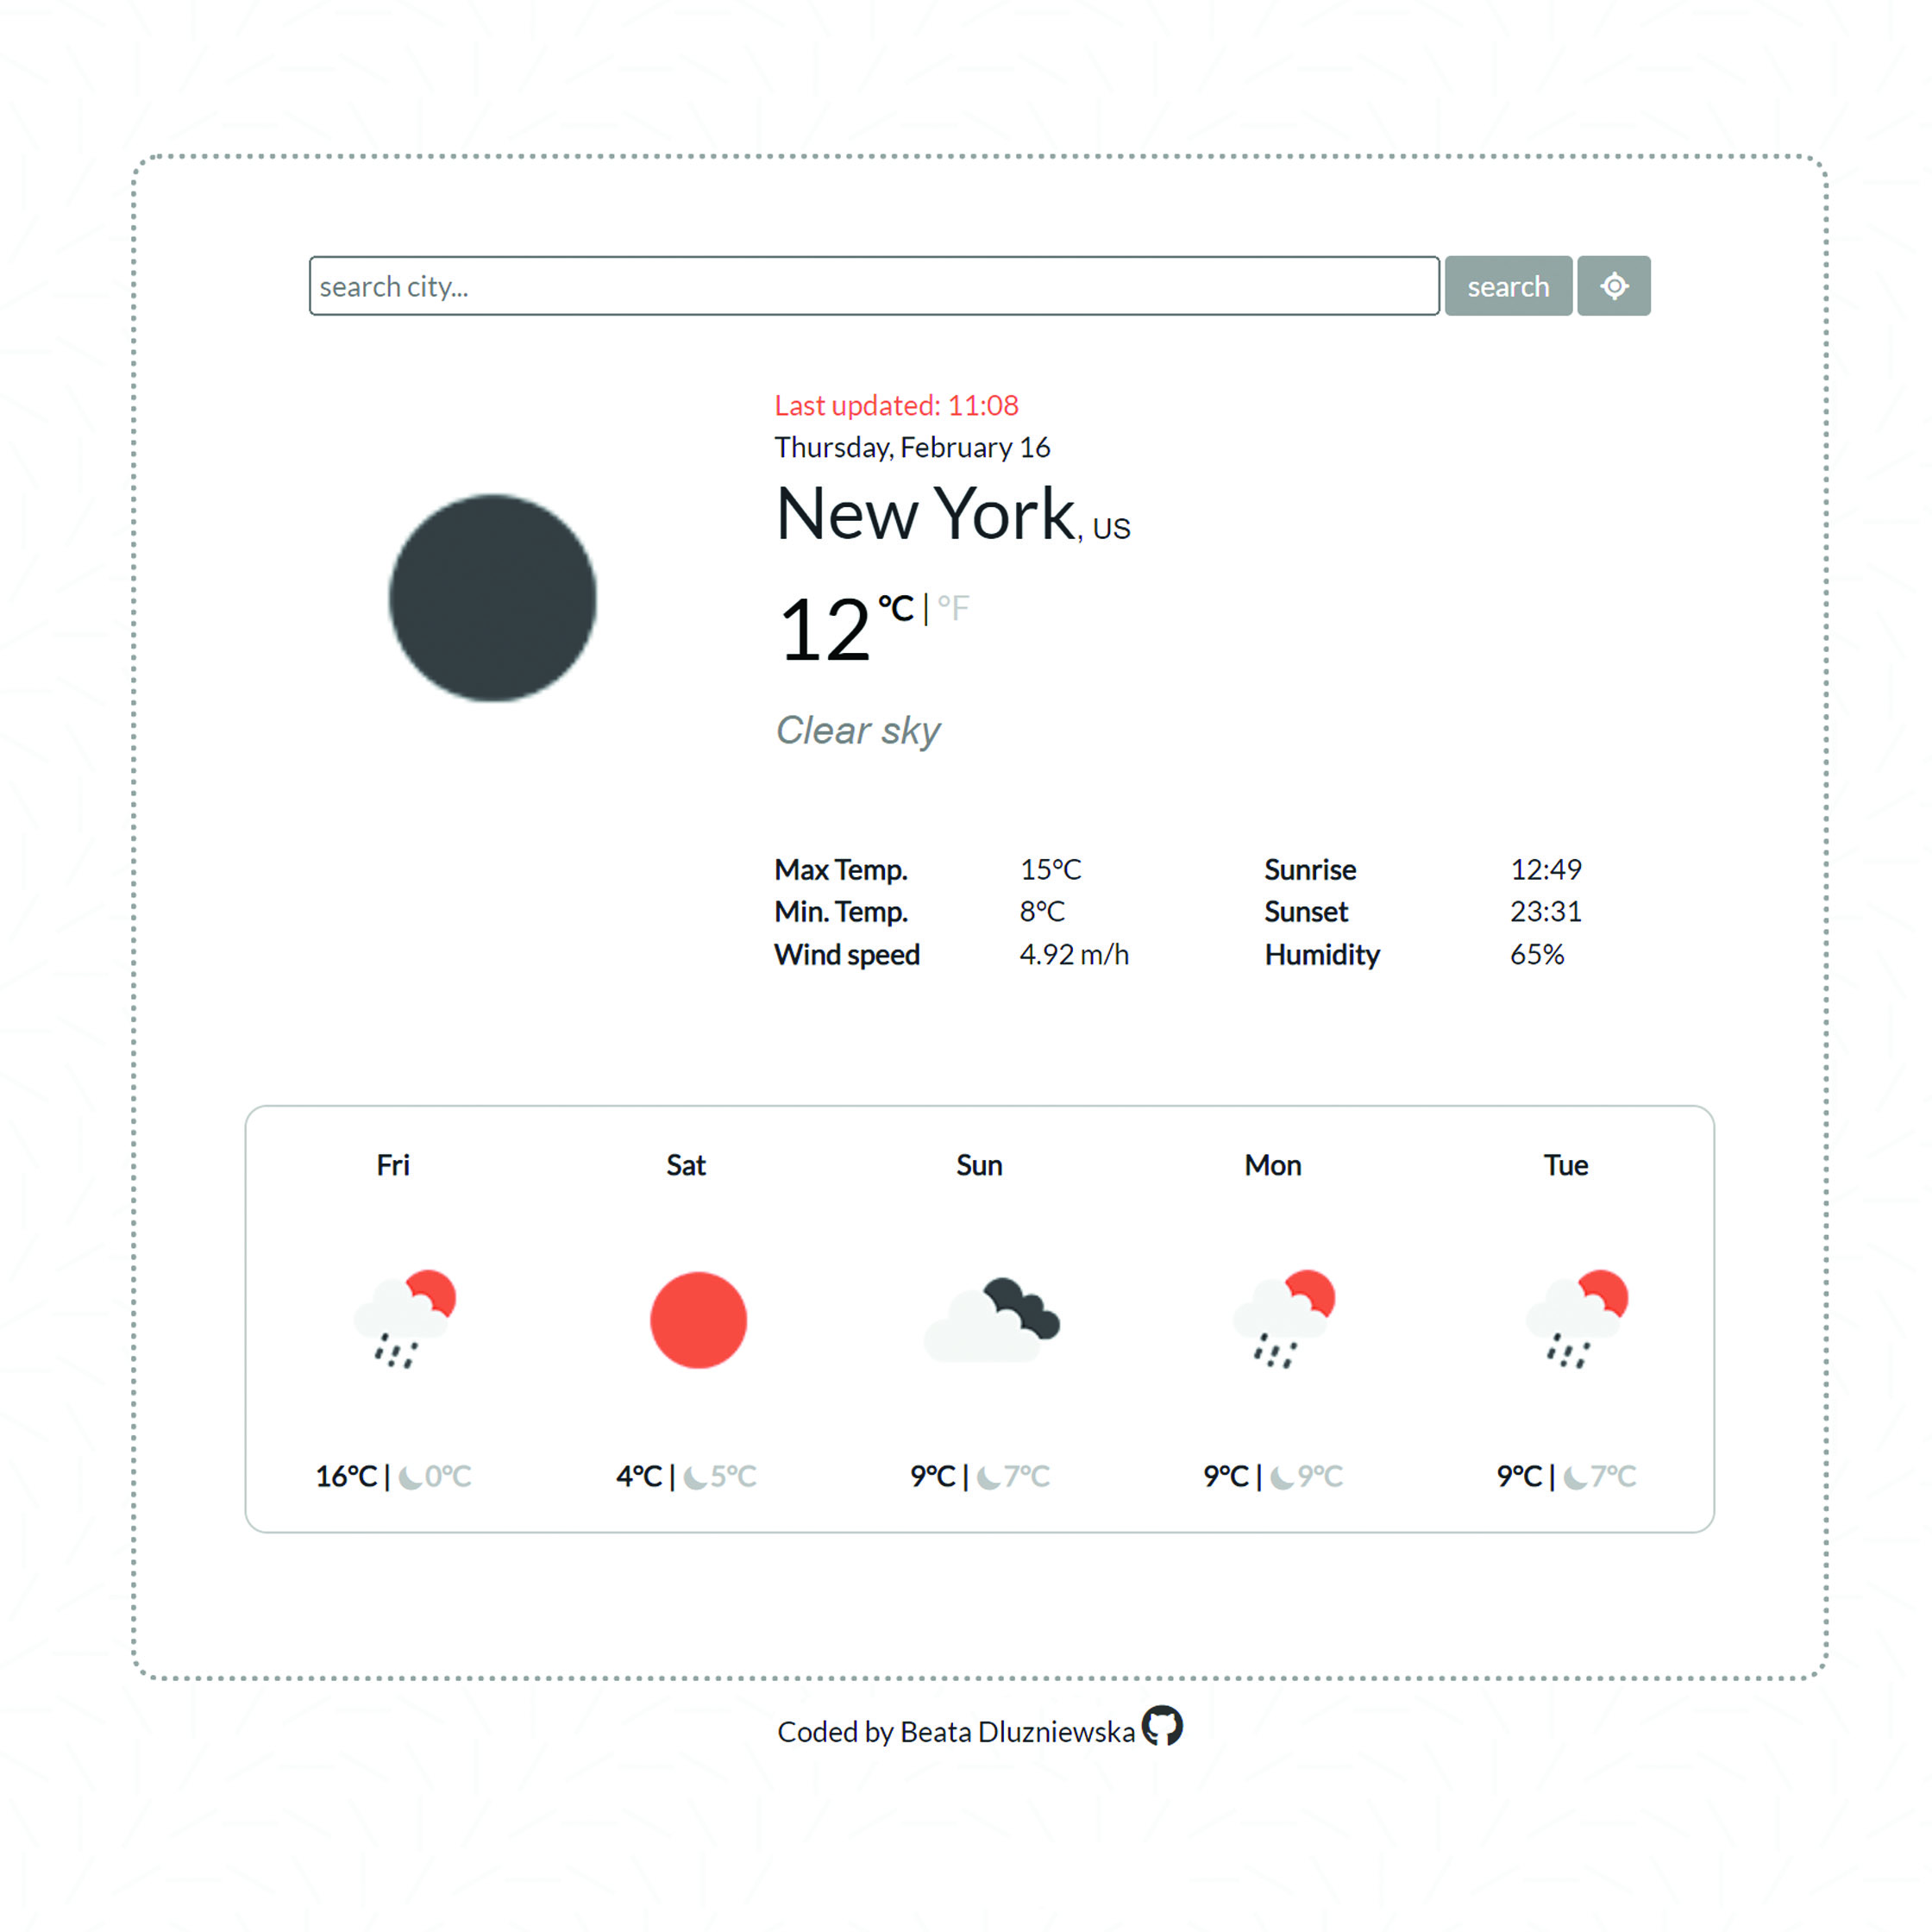 search city...
search
Last updated: 11:08
Thursday, February 16
New York, US
12 °C | °F
Clear sky
Max Temp. 15°C Sunrise 12:49
Min. Temp. 8°C Sunset 23:31
Wind speed 4.92 m/h Humidity 65%
Fri Sat Sun Mon Tue
16°C | 0°C 4°C | 5°C 9°C | 7°C 9°C | 9°C 9°C | 7°C
Coded by Beata Dluzniewska